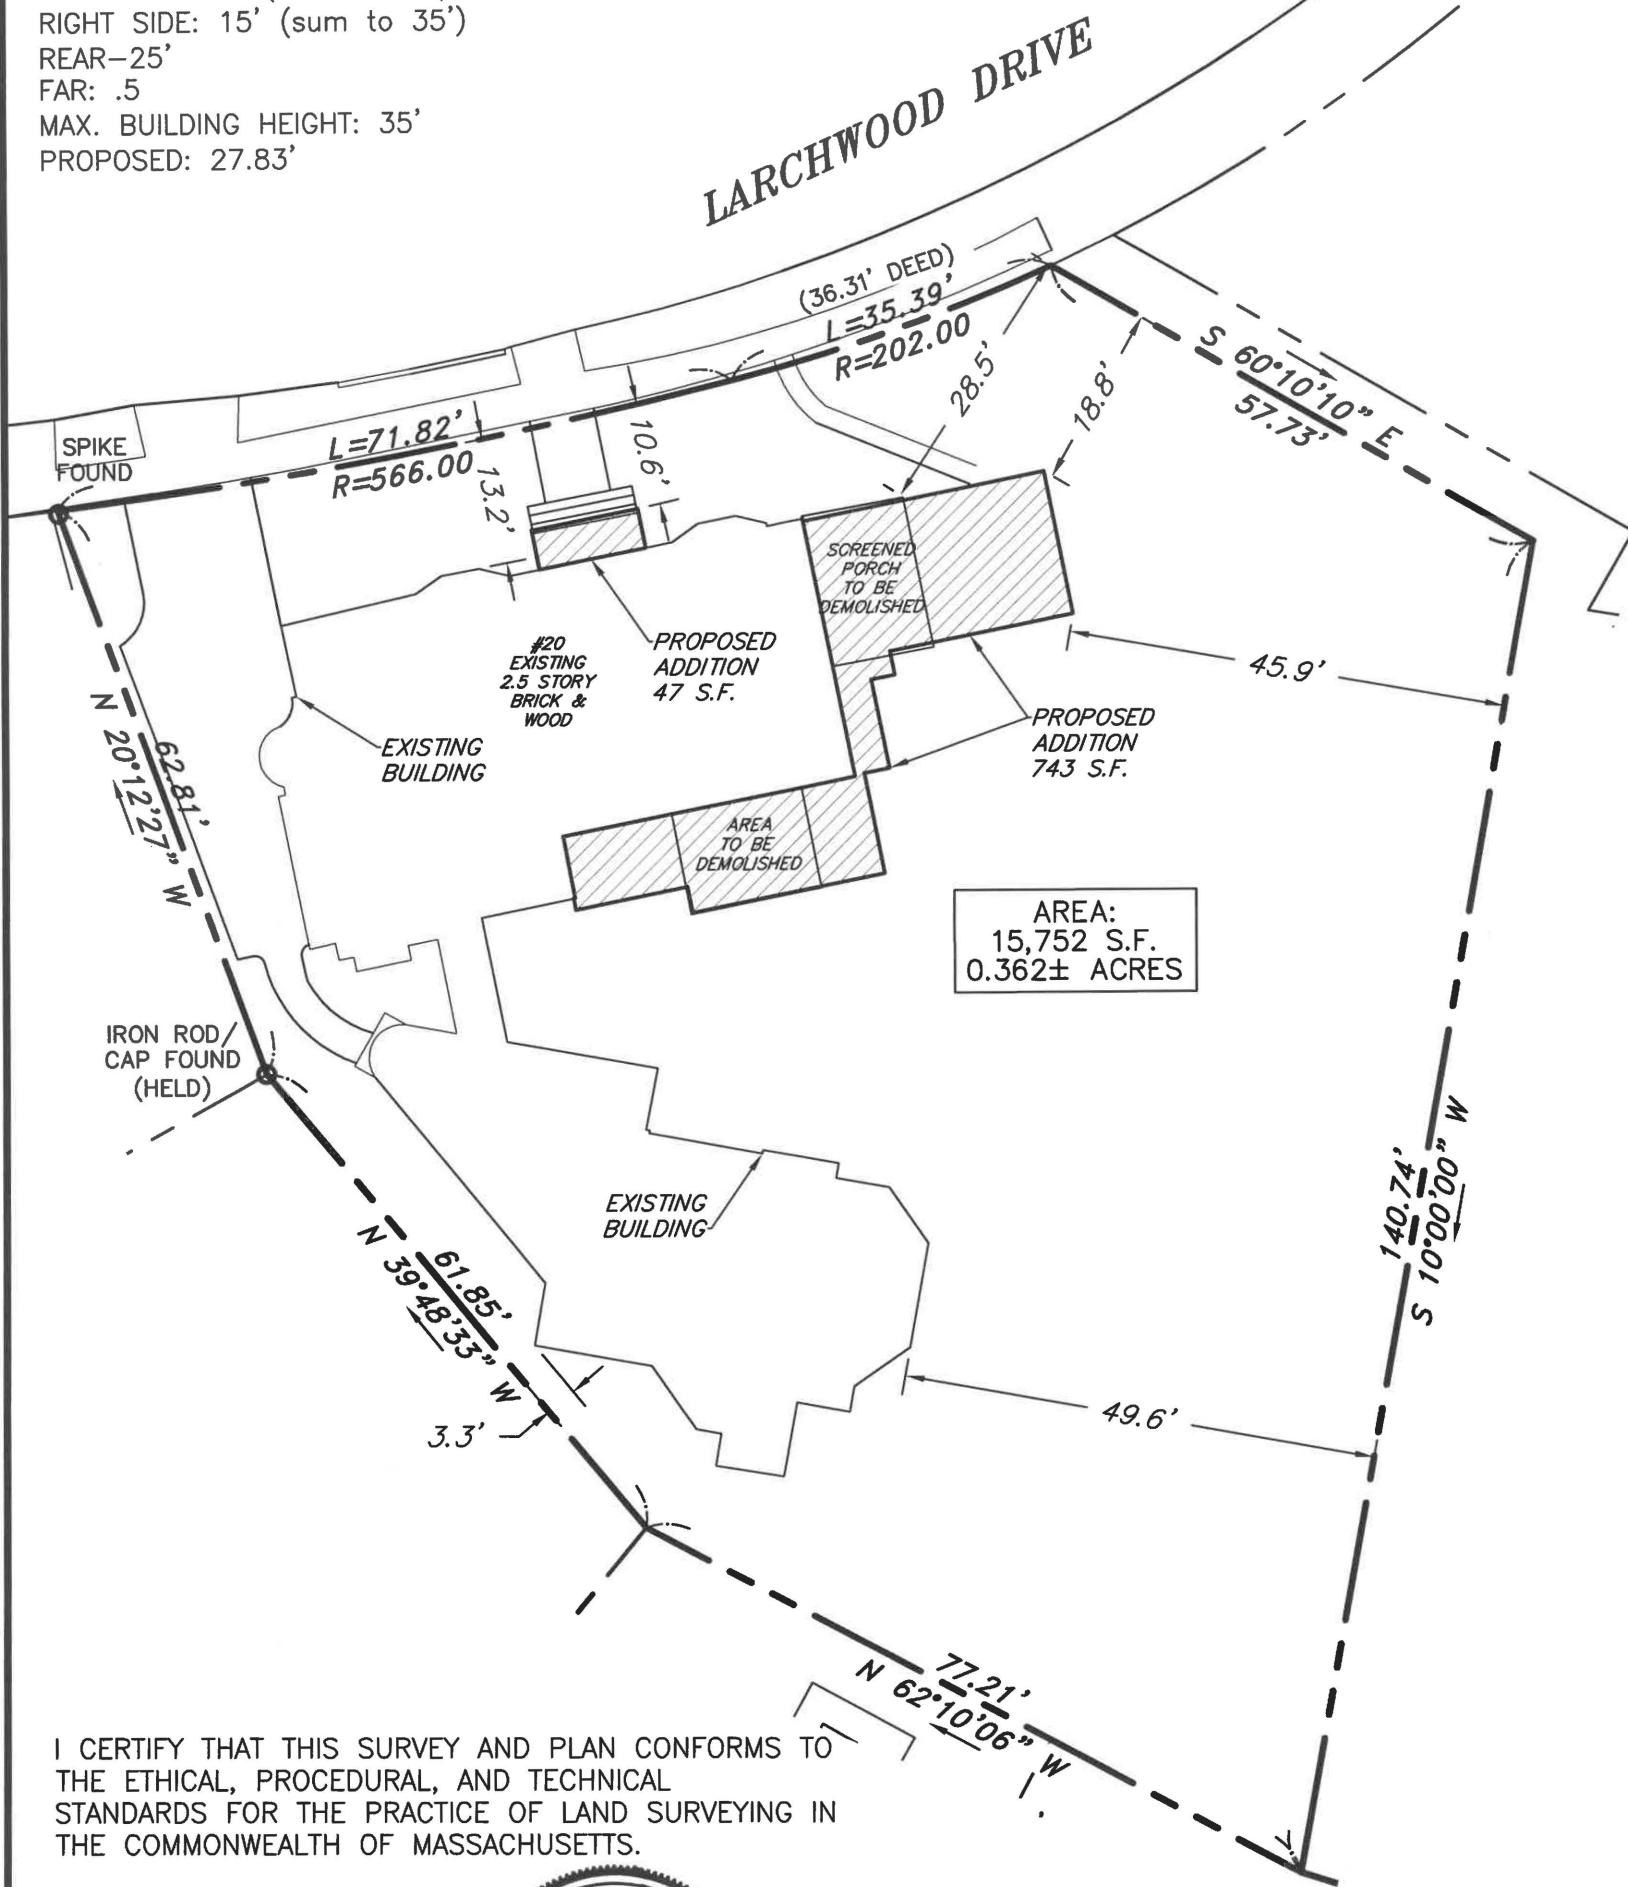 RIGHT SIDE: 15' (sum to 35')
REAR-25'
FAR: .5
MAX. BUILDING HEIGHT: 35'
PROPOSED: 27.83'
LARCHWOOD DRIVE
(36.31' DEED)
L=35.39'
R=202.00
28.5'
18.8'
S 60°10'10" E
57.73'
SPIKE
FOUND
L=71.82'
R=566.00
13.2'
10.6'
SCREENED
PORCH
TO BE
DEMOLISHED
#20
EXISTING
2.5 STORY
BRICK &
WOOD
PROPOSED
ADDITION
47 S.F.
45.9'
PROPOSED
ADDITION
743 S.F.
EXISTING
BUILDING
62.81'
N 20°12'27" W
AREA
TO BE
DEMOLISHED
AREA:
15,752 S.F.
0.362± ACRES
IRON ROD/
CAP FOUND
(HELD)
EXISTING
BUILDING
140.74'
S 10°00'00" W
61.85'
N 39°48'33" W
3.3'
49.6'
77.21'
N 62°10'06" W
I CERTIFY THAT THIS SURVEY AND PLAN CONFORMS TO
THE ETHICAL, PROCEDURAL, AND TECHNICAL
STANDARDS FOR THE PRACTICE OF LAND SURVEYING IN
THE COMMONWEALTH OF MASSACHUSETTS.